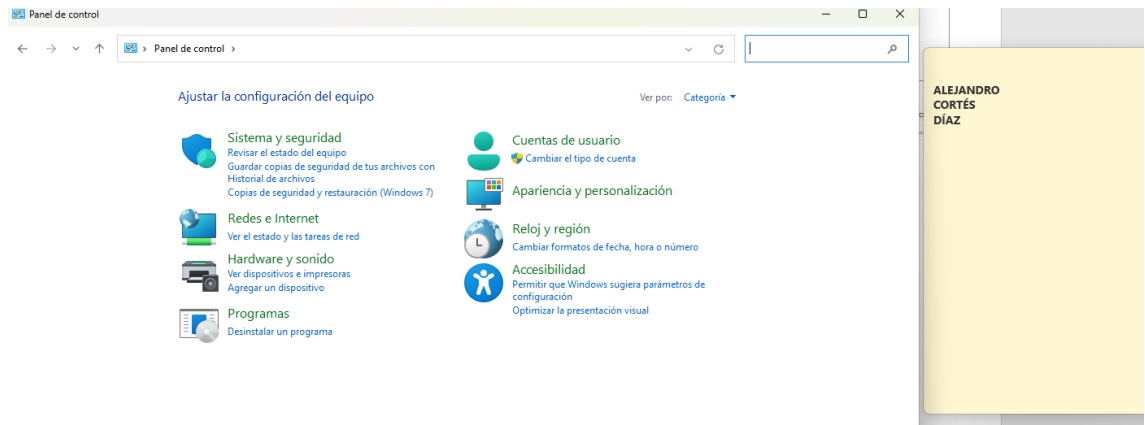 Panel de control
Panel de control
Ajustar la configuración del equipo
Ver por: Categoría
Sistema y seguridad
Revisar el estado del equipo
Guardar copias de seguridad de tus archivos con
Historial de archivos
Copias de seguridad y restauración (Windows 7)
Redes e Internet
Ver el estado y las tareas de red
Hardware y sonido
Ver dispositivos e impresoras
Agregar un dispositivo
Programas
Desinstalar un programa
Cuentas de usuario
Cambiar el tipo de cuenta
Apariencia y personalización
Reloj y región
Cambiar formatos de fecha, hora o número
Accesibilidad
Permitir que Windows sugiera parámetros de
configuración
Optimizar la presentación visual
ALEJANDRO
CORTÉS
DÍAZ